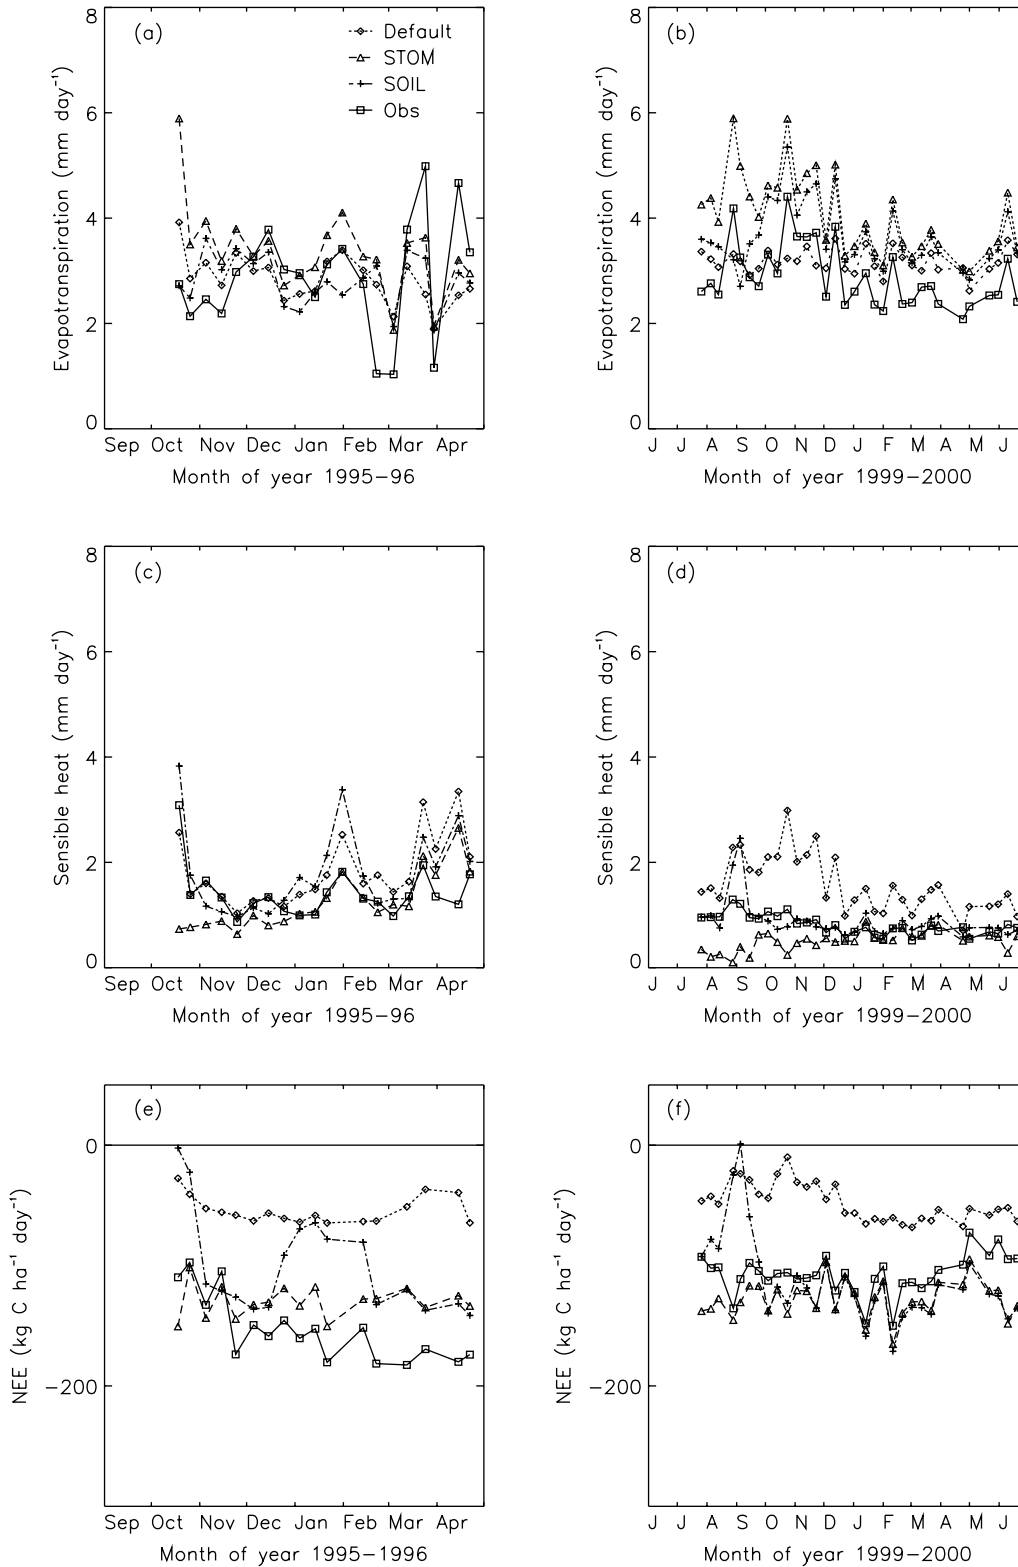 (a)
Default
STOM
SOIL
Obs
8
6
4
2
0
Evapotranspiration (mm day⁻¹)
Sep Oct Nov Dec Jan Feb Mar Apr
Month of year 1995−96
(b)
8
6
4
2
0
Evapotranspiration (mm day⁻¹)
J J A S O N D J F M A M J
Month of year 1999−2000
(c)
8
6
4
2
0
Sensible heat (mm day⁻¹)
Sep Oct Nov Dec Jan Feb Mar Apr
Month of year 1995−96
(d)
8
6
4
2
0
Sensible heat (mm day⁻¹)
J J A S O N D J F M A M J
Month of year 1999−2000
(e)
0
−200
NEE (kg C ha⁻¹ day⁻¹)
Sep Oct Nov Dec Jan Feb Mar Apr
Month of year 1995−1996
(f)
0
−200
NEE (kg C ha⁻¹ day⁻¹)
J J A S O N D J F M A M J
Month of year 1999−2000